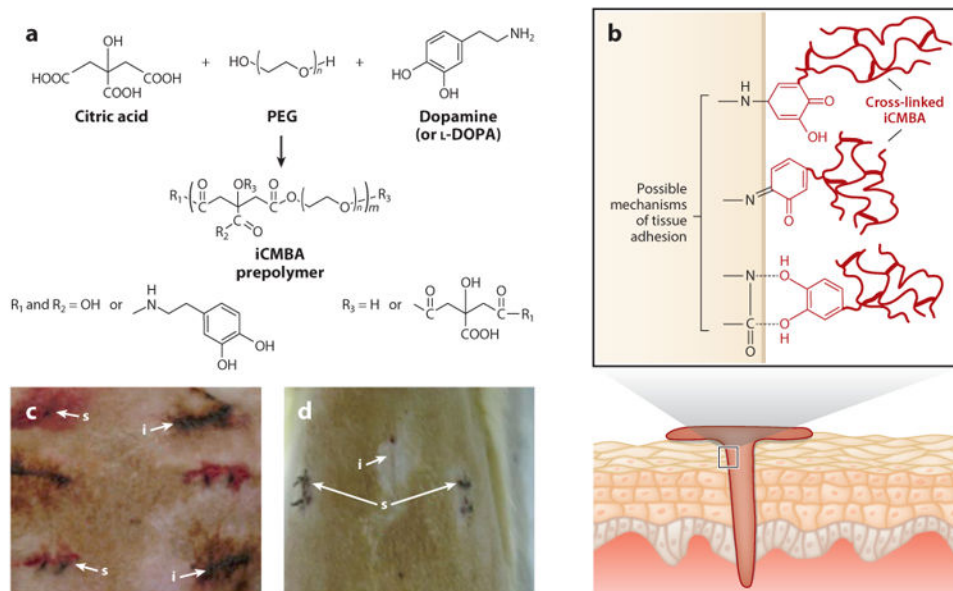 a
OH
HOOC
COOH
COOH
Citric acid
+
HO
O
n
H
PEG
+
NH2
HO
OH
Dopamine
(or L-DOPA)
R1
O
C
OR3
O
C
O
O
n
m
R3
C
R2
O
iCMBA
prepolymer
R1 and R2 = OH or
H
N
OH
OH
R3 = H or
C
O
OH
COOH
C
O
R1
b
Possible
mechanisms
of tissue
adhesion
H
N
O
OH
Cross-linked
iCMBA
N
O
H
N
O
C
O
H
O
c
s
i
s
i
d
i
s